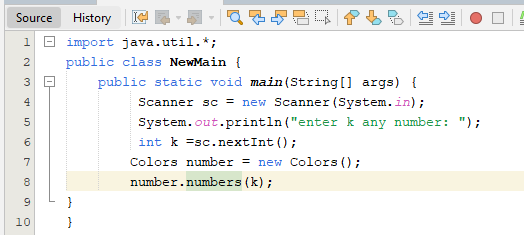 Source History
1 import java.util.*;
2 public class NewMain {
3 public static void main(String[] args) {
4 Scanner sc = new Scanner(System.in);
5 System.out.println("enter k any number: ");
6 int k =sc.nextInt();
7 Colors number = new Colors();
8 number.numbers(k);
9 }
10 }